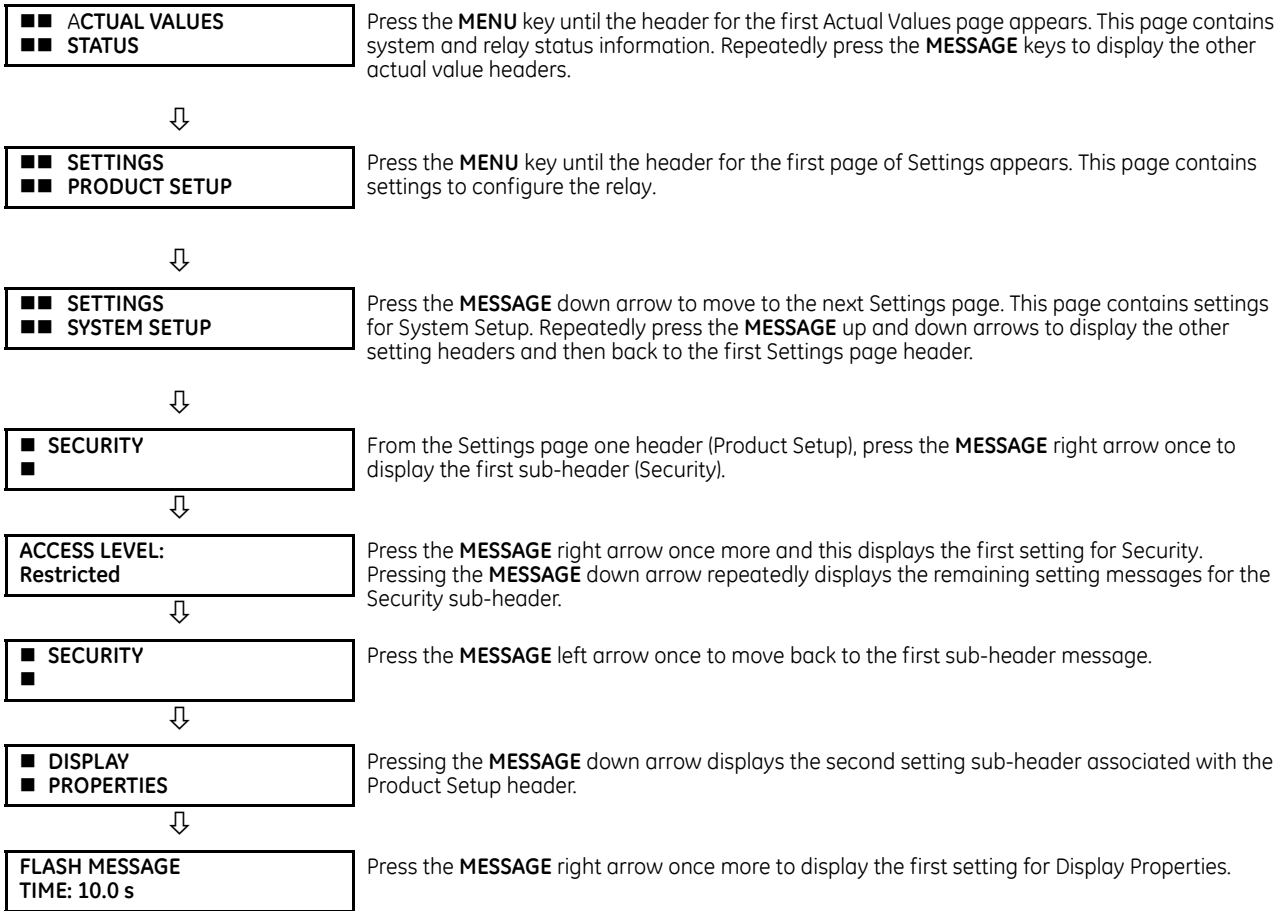 ■■ ACTUAL VALUES
■■ STATUS
Press the MENU key until the header for the first Actual Values page appears. This page contains
system and relay status information. Repeatedly press the MESSAGE keys to display the other
actual value headers.
⇩
■■ SETTINGS
■■ PRODUCT SETUP
Press the MENU key until the header for the first page of Settings appears. This page contains
settings to configure the relay.
⇩
■■ SETTINGS
■■ SYSTEM SETUP
Press the MESSAGE down arrow to move to the next Settings page. This page contains settings
for System Setup. Repeatedly press the MESSAGE up and down arrows to display the other
setting headers and then back to the first Settings page header.
⇩
■ SECURITY
■
From the Settings page one header (Product Setup), press the MESSAGE right arrow once to
display the first sub-header (Security).
⇩
ACCESS LEVEL:
Restricted
Press the MESSAGE right arrow once more and this displays the first setting for Security.
Pressing the MESSAGE down arrow repeatedly displays the remaining setting messages for the
Security sub-header.
⇩
■ SECURITY
■
Press the MESSAGE left arrow once to move back to the first sub-header message.
⇩
■ DISPLAY
■ PROPERTIES
Pressing the MESSAGE down arrow displays the second setting sub-header associated with the
Product Setup header.
⇩
FLASH MESSAGE
TIME: 10.0 s
Press the MESSAGE right arrow once more to display the first setting for Display Properties.